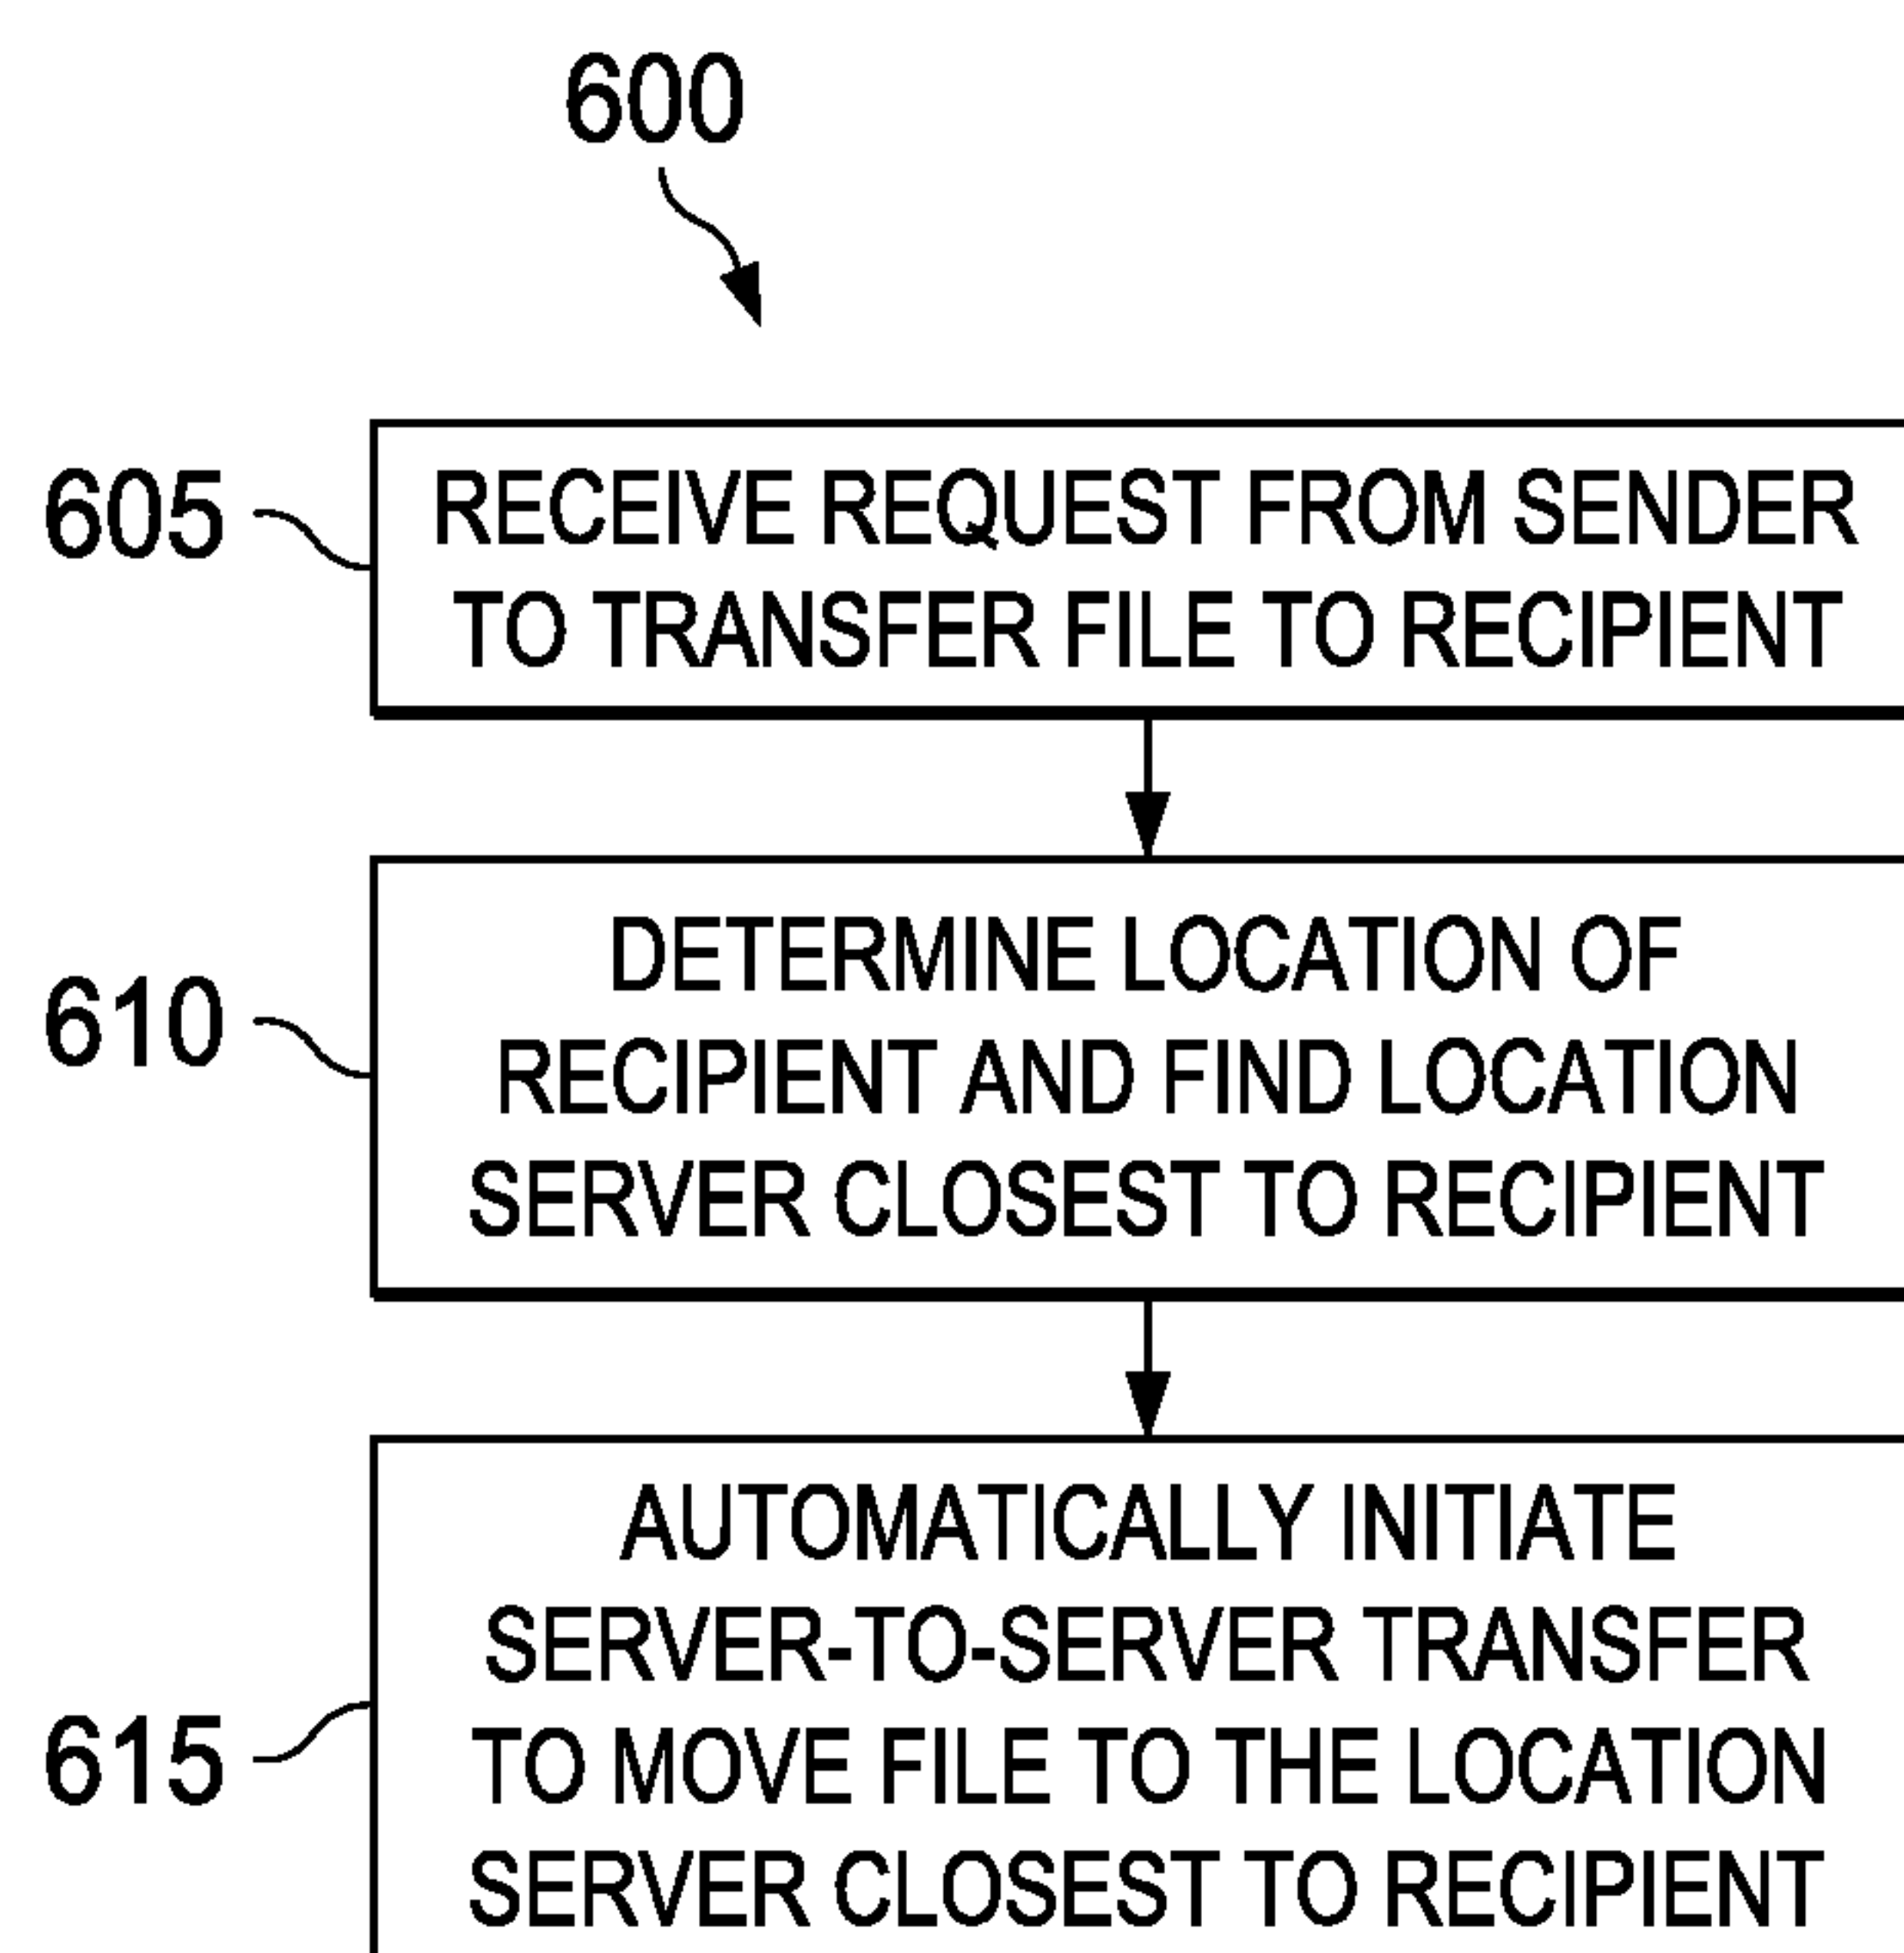 600
605
RECEIVE REQUEST FROM SENDER
TO TRANSFER FILE TO RECIPIENT
610
DETERMINE LOCATION OF
RECIPIENT AND FIND LOCATION
SERVER CLOSEST TO RECIPIENT
615
AUTOMATICALLY INITIATE
SERVER-TO-SERVER TRANSFER
TO MOVE FILE TO THE LOCATION
SERVER CLOSEST TO RECIPIENT